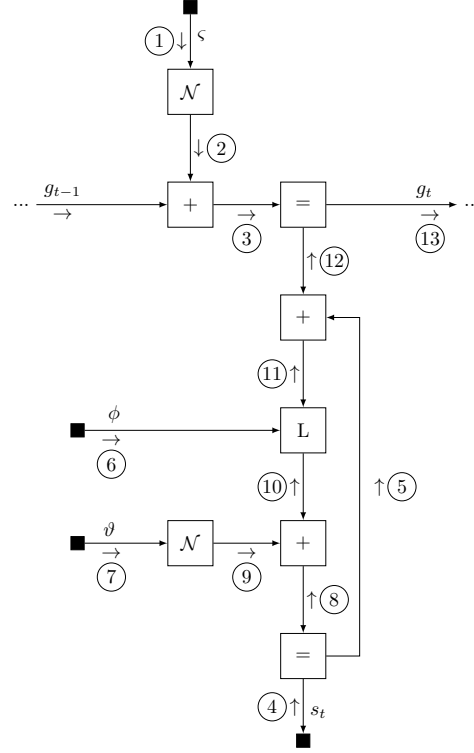 ① ↓ ς
𝒩
↓ ②
... g_{t−1} → + → ③ = g_t → ⑬ ...
↑ ⑫
+
⑪ ↑
ϕ → ⑥ L
⑩ ↑ ↑ ⑤
ϑ → ⑦ 𝒩 → ⑨ +
↑ ⑧
=
④ ↑ s_t